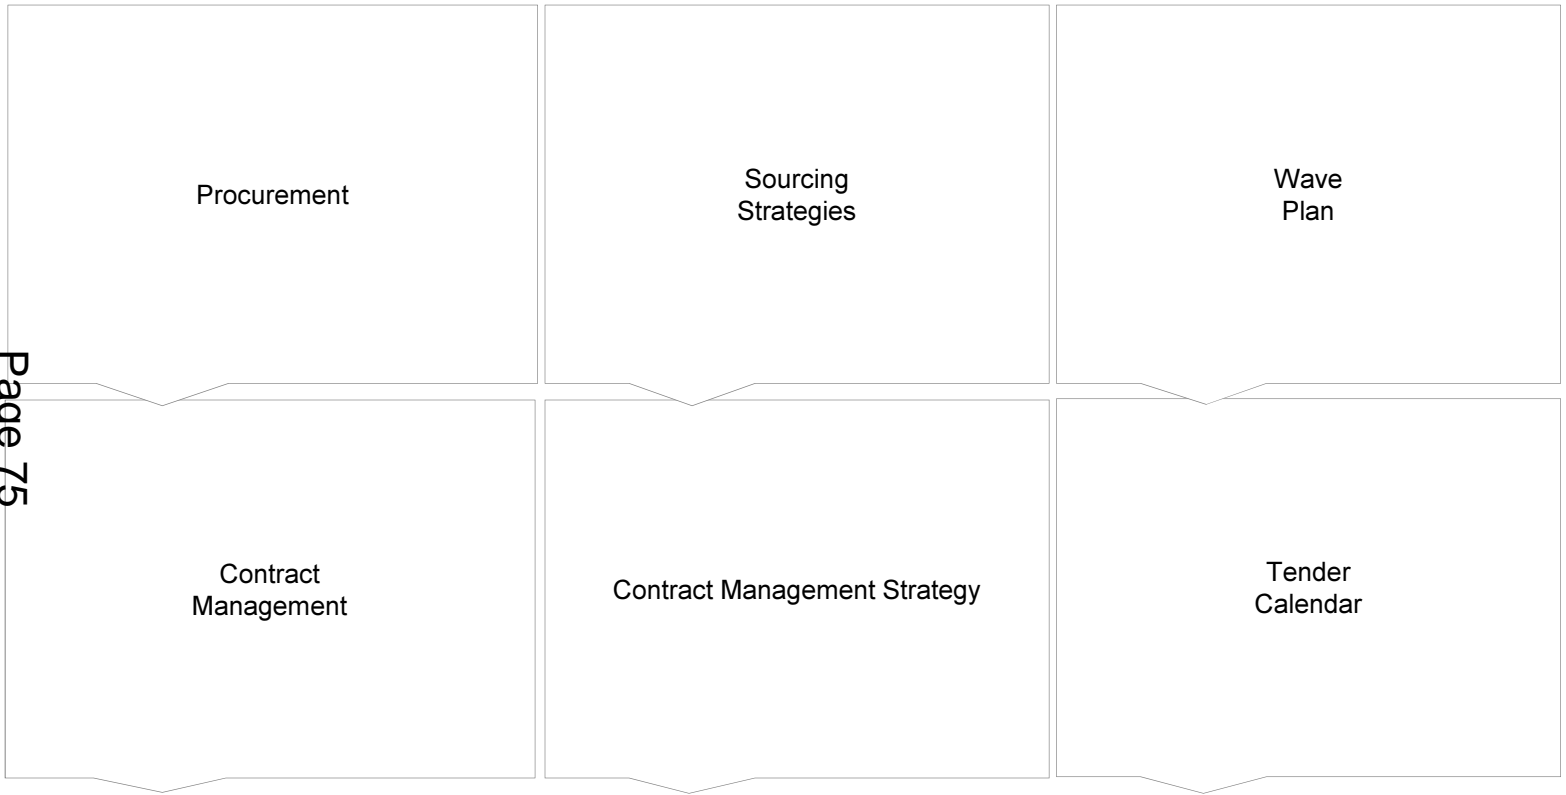 Procurement
Sourcing
Strategies
Wave
Plan
Page 75
Contract
Management
Contract Management Strategy
Tender
Calendar